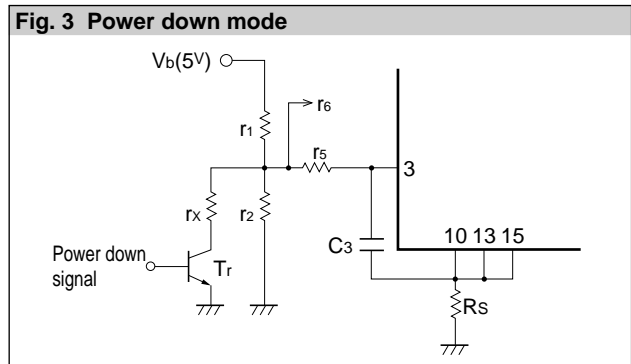 Fig. 3 Power down mode
Vb(5V)
r6
r1
r5
3
rX
r2
C3
10 13 15
Power down
signal
Tr
RS